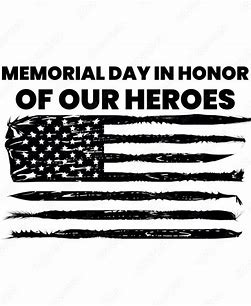 MEMORIAL DAY IN HONOR
OF OUR HEROES